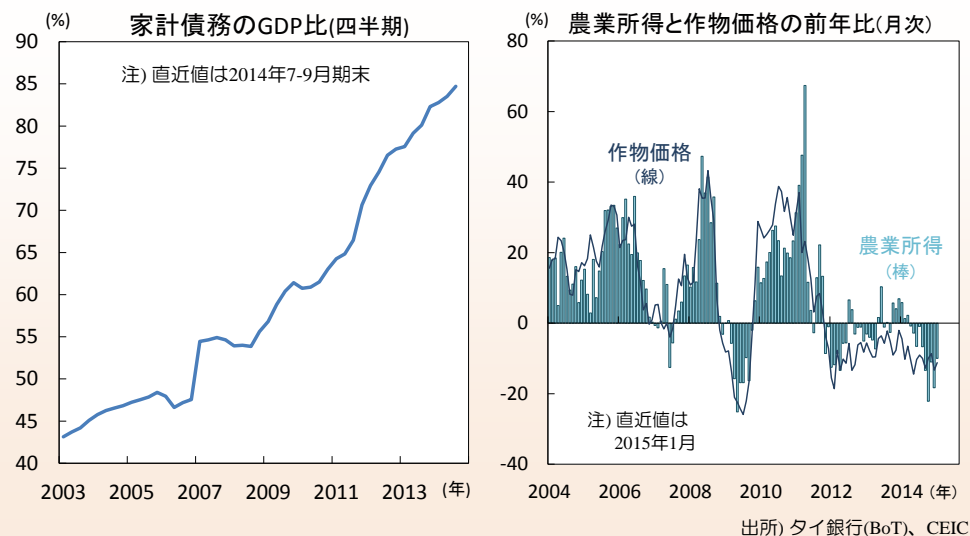 家計債務のGDP比(四半期)
(%)
注) 直近値は2014年7-9月期末
90
85
80
75
70
65
60
55
50
45
40
2003
2005
2007
2009
2011
2013
(年)
農業所得と作物価格の前年比(月次)
(%)
80
60
40
20
0
-20
-40
作物価格
(線)
農業所得
(棒)
注) 直近値は
2015年1月
2004
2006
2008
2010
2012
2014
(年)
出所) タイ銀行(BoT)、CEIC